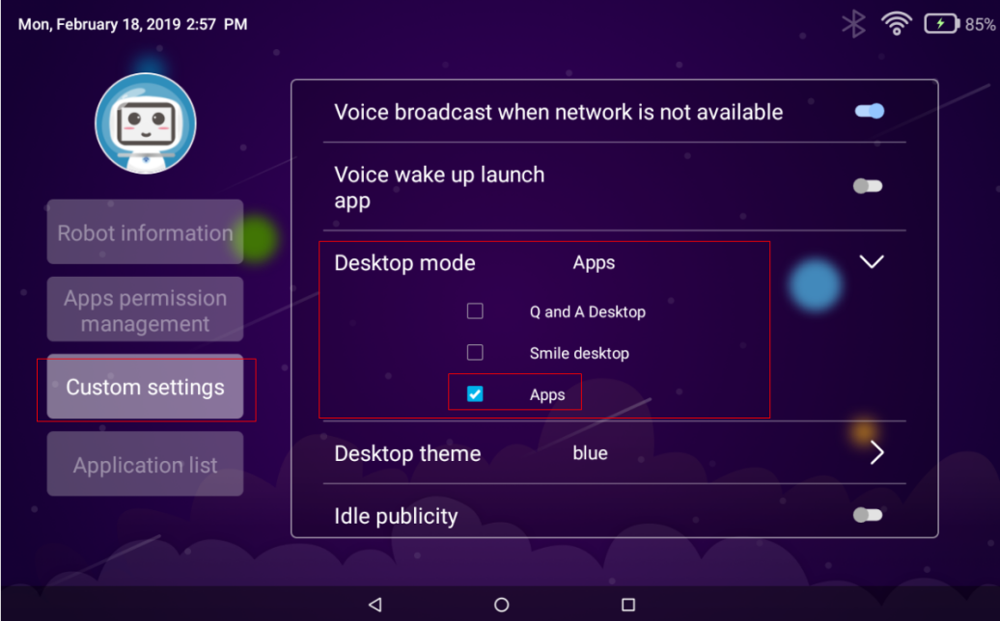 Mon, February 18, 2019 2:57 PM
85%
Robot information
Apps permission
management
Custom settings
Application list
Voice broadcast when network is not available
Voice wake up launch
app
Desktop mode Apps
Q and A Desktop
Smile desktop
Apps
Desktop theme blue
Idle publicity